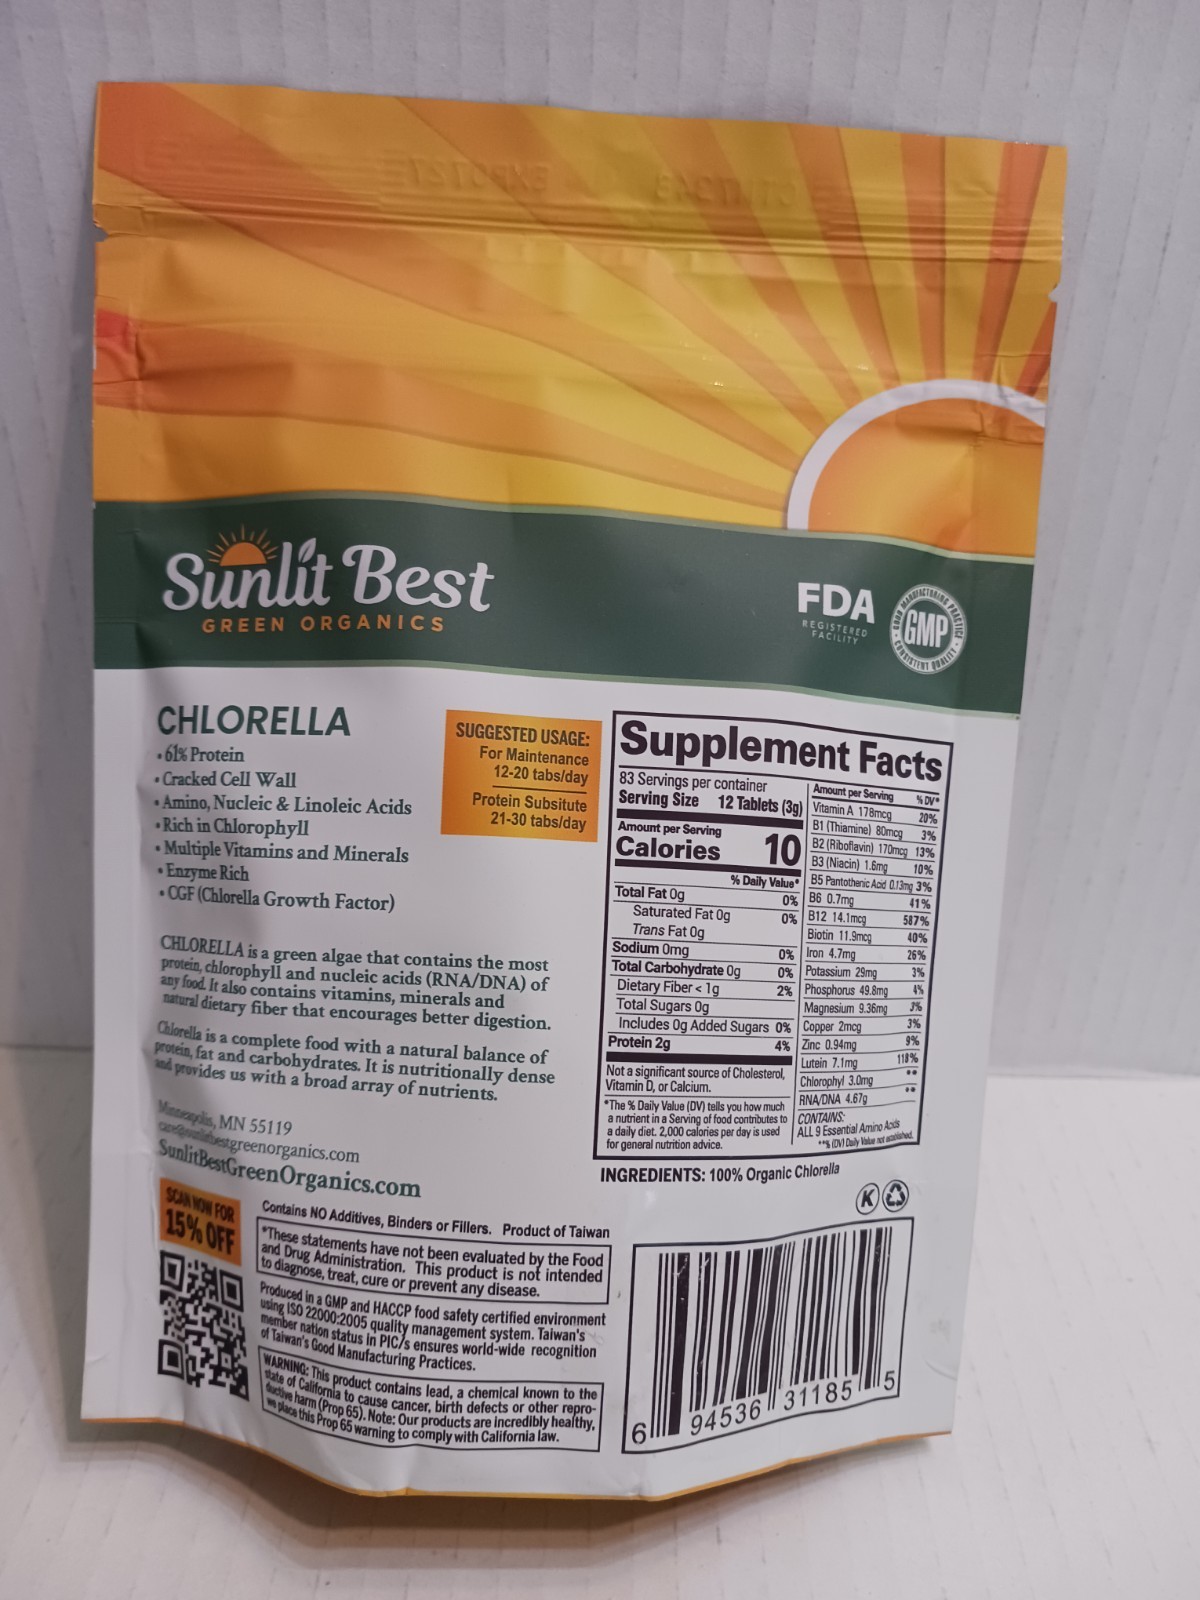 Sunlit Best
GREEN ORGANICS
FDA
REGISTERED
FACILITY
GOOD MANUFACTURING PRACTICE
GMP
CONSISTENT QUALITY
CHLORELLA
• 61% Protein
• Cracked Cell Wall
• Amino, Nucleic & Linoleic Acids
• Rich in Chlorophyll
• Multiple Vitamins and Minerals
• Enzyme Rich
• CGF (Chlorella Growth Factor)
SUGGESTED USAGE:
For Maintenance
12-20 tabs/day
Protein Subsitute
21-30 tabs/day
CHLORELLA is a green algae that contains the most
protein, chlorophyll and nucleic acids (RNA/DNA) of
any food. It also contains vitamins, minerals and
natural dietary fiber that encourages better digestion.
Chlorella is a complete food with a natural balance of
protein, fat and carbohydrates. It is nutritionally dense
and provides us with a broad array of nutrients.
Minneapolis, MN 55119
care@sunlitbestgreenorganics.com
SunlitBestGreenOrganics.com
Supplement Facts
83 Servings per container
Serving Size 12 Tablets (3g)
Amount per Serving
Calories 10
% Daily Value*
Total Fat 0g 0%
Saturated Fat 0g 0%
Trans Fat 0g
Sodium 0mg 0%
Total Carbohydrate 0g 0%
Dietary Fiber < 1g 2%
Total Sugars 0g
Includes 0g Added Sugars 0%
Protein 2g 4%
Not a significant source of Cholesterol,
Vitamin D, or Calcium.
*The % Daily Value (DV) tells you how much
a nutrient in a Serving of food contributes to
a daily diet. 2,000 calories per day is used
for general nutrition advice.
Amount per Serving % DV*
Vitamin A 178mcg 20%
B1 (Thiamine) 80mcg 3%
B2 (Riboflavin) 170mcg 13%
B3 (Niacin) 1.6mg 10%
B5 Pantothenic Acid 0.13mg 3%
B6 0.7mg 41%
B12 14.1mcg 587%
Biotin 11.9mcg 40%
Iron 4.7mg 26%
Potassium 29mg 3%
Phosphorus 49.8mg 4%
Magnesium 9.36mg 3%
Copper 2mcg 3%
Zinc 0.94mg 9%
Lutein 7.1mg 118%
Chlorophyll 3.0mg **
RNA/DNA 4.67g **
CONTAINS:
ALL 9 Essential Amino Acids
**% (DV) Daily Value not established.
INGREDIENTS: 100% Organic Chlorella
K
SCAN NOW FOR
15% OFF
Contains NO Additives, Binders or Fillers. Product of Taiwan
*These statements have not been evaluated by the Food
and Drug Administration. This product is not intended
to diagnose, treat, cure or prevent any disease.
Produced in a GMP and HACCP food safety certified environment
using ISO 22000:2005 quality management system. Taiwan's
member nation status in PIC/s ensures world-wide recognition
of Taiwan's Good Manufacturing Practices.
WARNING: This product contains lead, a chemical known to the
state of California to cause cancer, birth defects or other repro-
ductive harm (Prop 65). Note: Our products are incredibly healthy,
we place this Prop 65 warning to comply with California law.
6 94536 31185 5